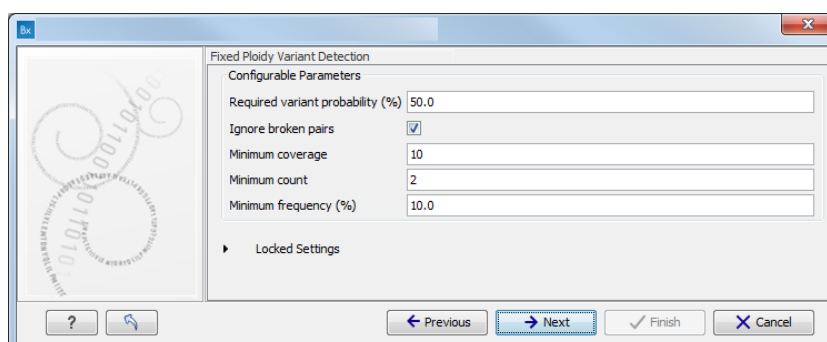 Bx
Fixed Ploidy Variant Detection
Configurable Parameters
Required variant probability (%) 50.0
Ignore broken pairs
Minimum coverage 10
Minimum count 2
Minimum frequency (%) 10.0
Locked Settings
? Previous Next Finish Cancel